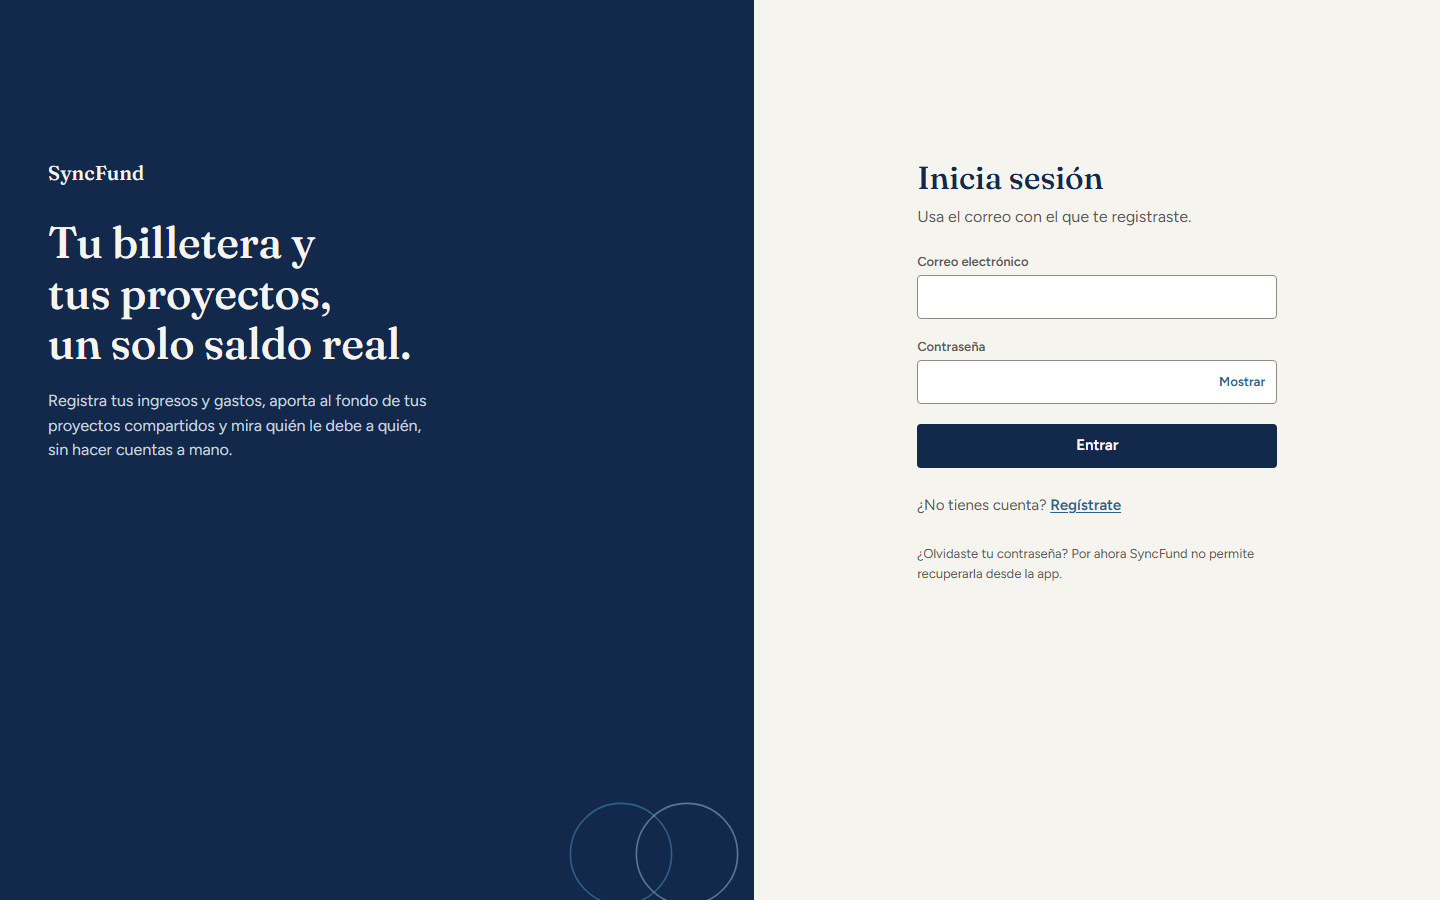 SyncFund
Tu billetera y
tus proyectos,
un solo saldo real.
Registra tus ingresos y gastos, aporta al fondo de tus
proyectos compartidos y mira quién le debe a quién,
sin hacer cuentas a mano.
Inicia sesión
Usa el correo con el que te registraste.
Correo electrónico
Contraseña
Mostrar
Entrar
¿No tienes cuenta? Regístrate
¿Olvidaste tu contraseña? Por ahora SyncFund no permite
recuperarla desde la app.